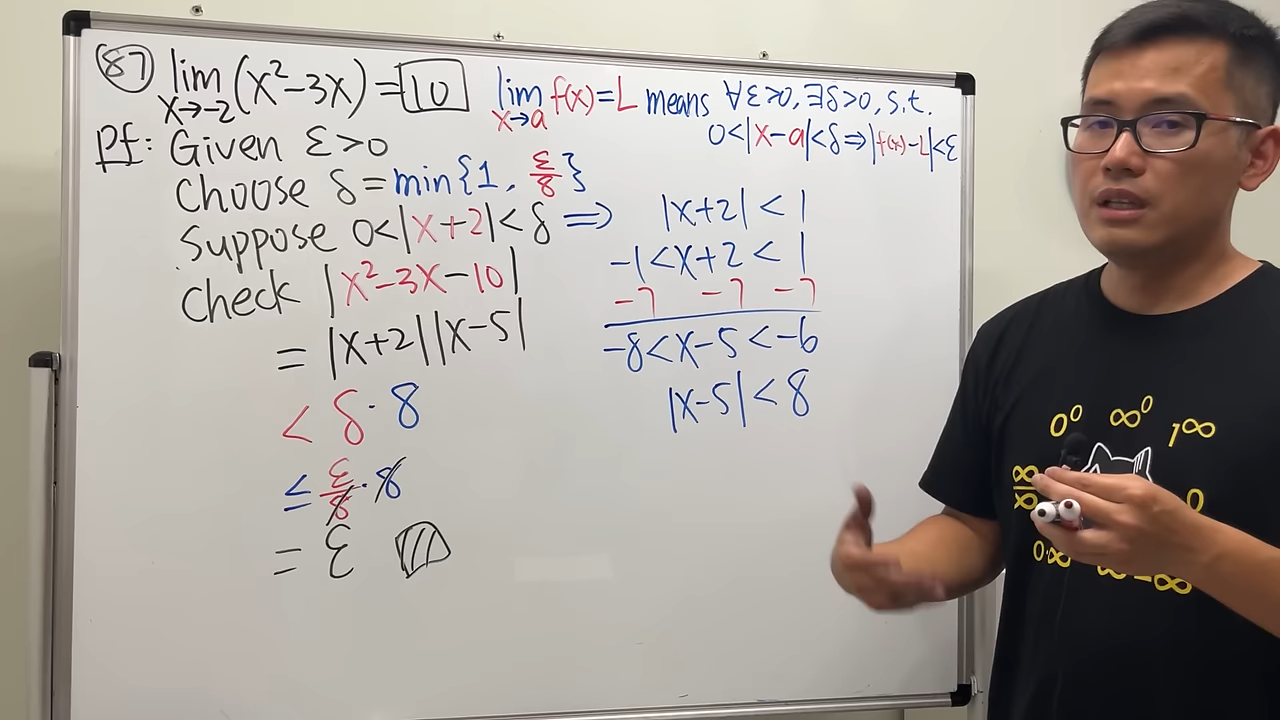 87 lim x→-2 (x²-3x) = 10
Pf: Given ε>0
choose δ = min{1, ε/8}
suppose 0<|x+2|<δ ⇒
check |x²-3x-10|
= |x+2||x-5|
< δ·8
≤ ε/8 · 8
= ε
lim x→a f(x)=L means ∀ε>0, ∃δ>0, s.t.
0<|x-a|<δ⇒|f(x)-L|<ε
|x+2| < 1
-1<x+2<1
-7 -7 -7
-8<x-5<-6
|x-5|<8
0⁰ ∞⁰ 1^∞
∞/∞ 0
0·∞ ∞-∞